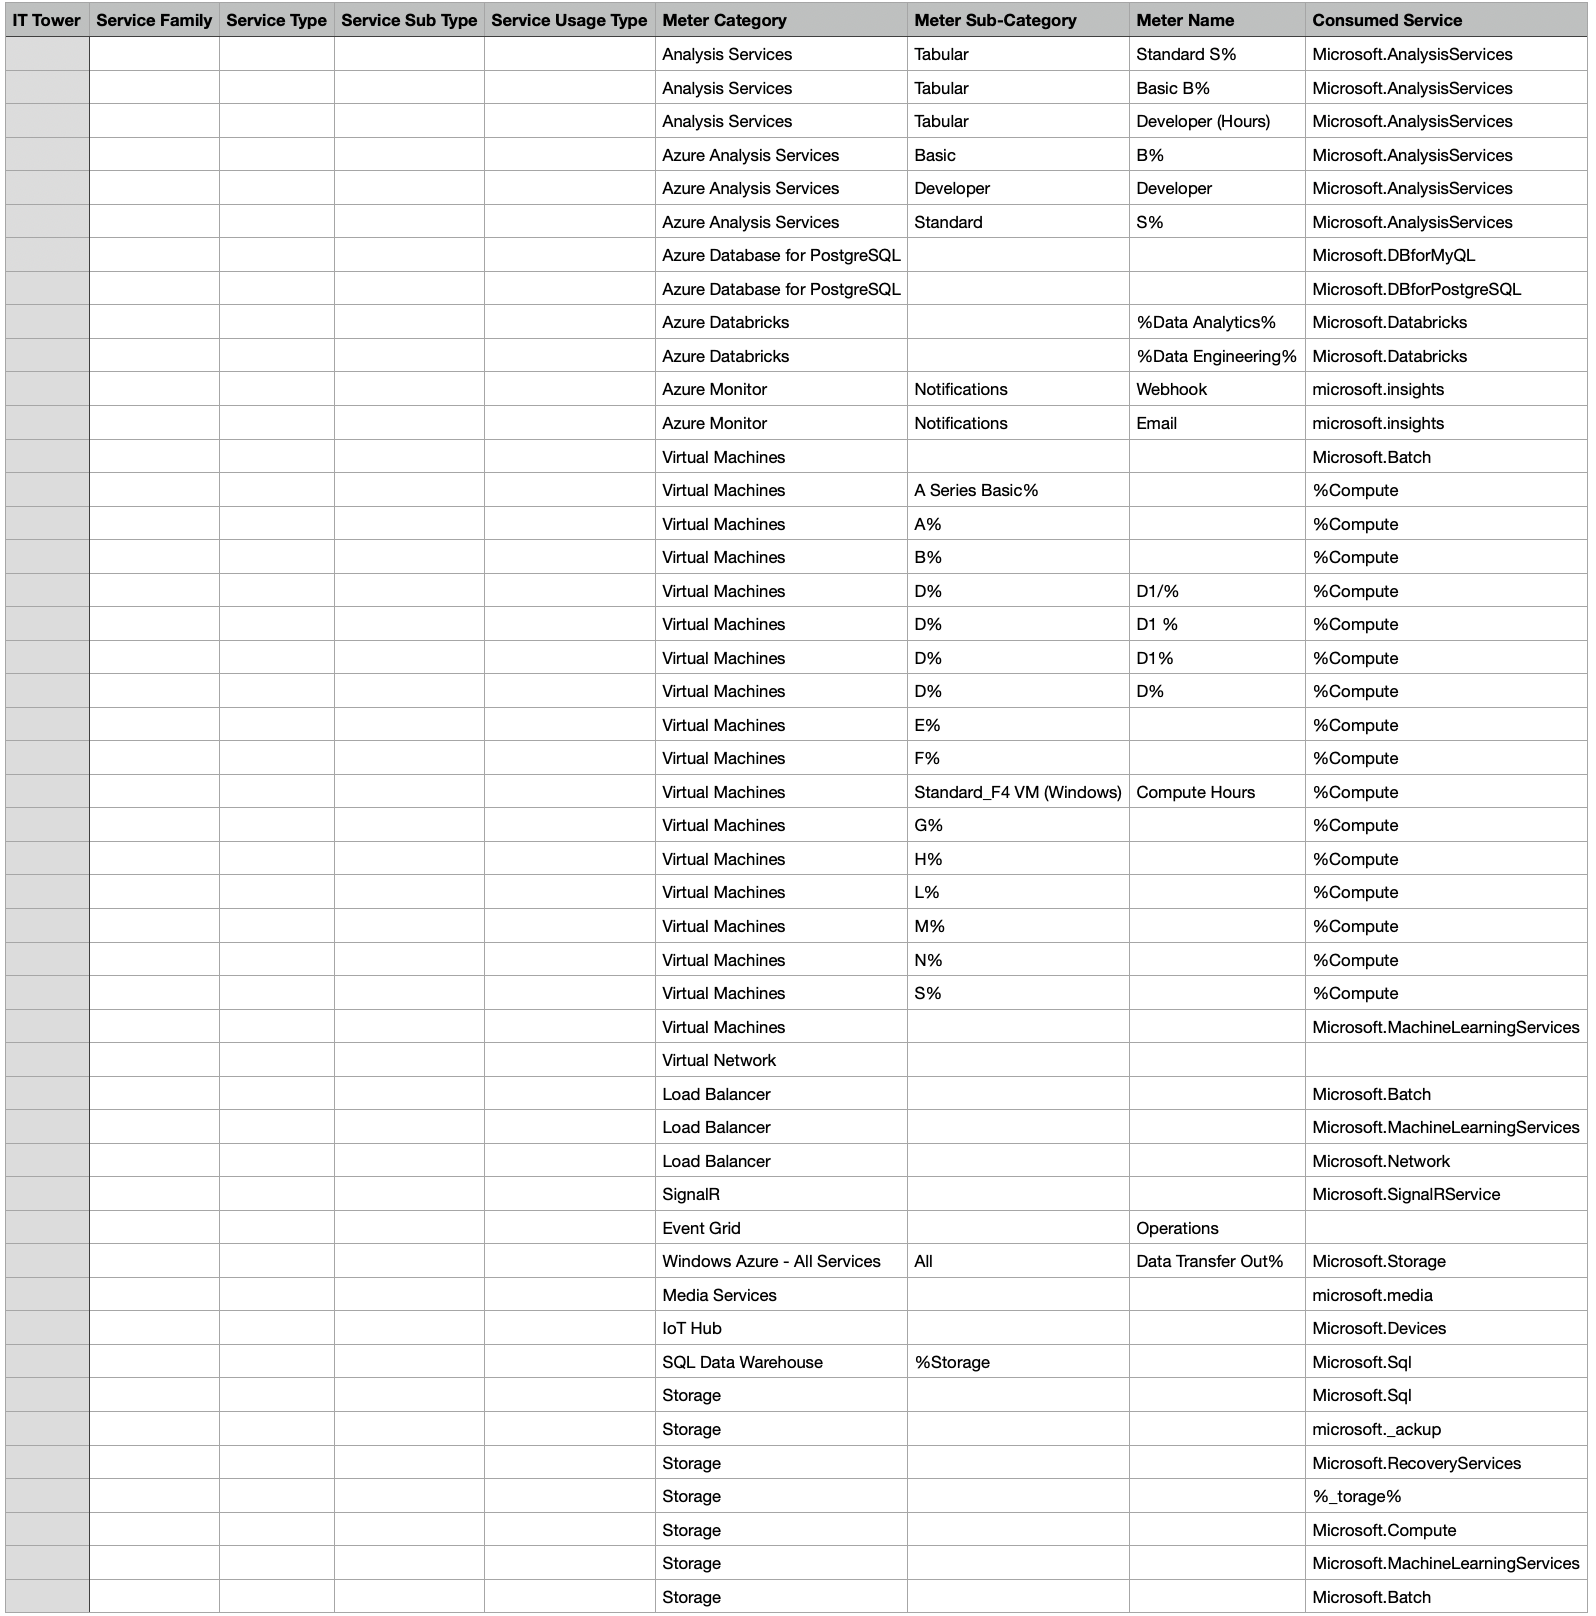 IT Tower Service Family Service Type Service Sub Type Service Usage Type Meter Category Meter Sub-Category Meter Name Consumed Service
Analysis Services Tabular Standard S% Microsoft.AnalysisServices
Analysis Services Tabular Basic B% Microsoft.AnalysisServices
Analysis Services Tabular Developer (Hours) Microsoft.AnalysisServices
Azure Analysis Services Basic B% Microsoft.AnalysisServices
Azure Analysis Services Developer Developer Microsoft.AnalysisServices
Azure Analysis Services Standard S% Microsoft.AnalysisServices
Azure Database for PostgreSQL Microsoft.DBforMyQL
Azure Database for PostgreSQL Microsoft.DBforPostgreSQL
Azure Databricks %Data Analytics% Microsoft.Databricks
Azure Databricks %Data Engineering% Microsoft.Databricks
Azure Monitor Notifications Webhook microsoft.insights
Azure Monitor Notifications Email microsoft.insights
Virtual Machines Microsoft.Batch
Virtual Machines A Series Basic% %Compute
Virtual Machines A% %Compute
Virtual Machines B% %Compute
Virtual Machines D% D1/% %Compute
Virtual Machines D% D1 % %Compute
Virtual Machines D% D1% %Compute
Virtual Machines D% D% %Compute
Virtual Machines E% %Compute
Virtual Machines F% %Compute
Virtual Machines Standard_F4 VM (Windows) Compute Hours %Compute
Virtual Machines G% %Compute
Virtual Machines H% %Compute
Virtual Machines L% %Compute
Virtual Machines M% %Compute
Virtual Machines N% %Compute
Virtual Machines S% %Compute
Virtual Machines Microsoft.MachineLearningServices
Virtual Network
Load Balancer Microsoft.Batch
Load Balancer Microsoft.MachineLearningServices
Load Balancer Microsoft.Network
SignalR Microsoft.SignalRService
Event Grid Operations
Windows Azure - All Services All Data Transfer Out% Microsoft.Storage
Media Services microsoft.media
IoT Hub Microsoft.Devices
SQL Data Warehouse %Storage Microsoft.Sql
Storage Microsoft.Sql
Storage microsoft._ackup
Storage Microsoft.RecoveryServices
Storage %_torage%
Storage Microsoft.Compute
Storage Microsoft.MachineLearningServices
Storage Microsoft.Batch